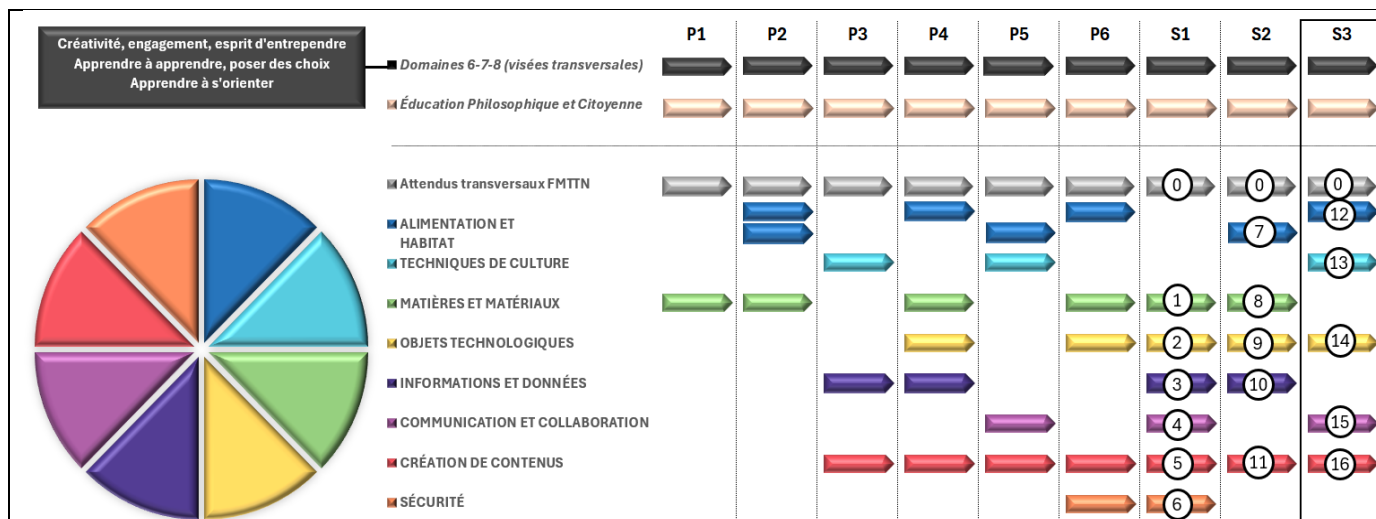 P1 P2 P3 P4 P5 P6 S1 S2 S3
Créativité, engagement, esprit d'entrependre
Apprendre à apprendre, poser des choix
Apprendre à s'orienter
Domaines 6-7-8 (visées transversales)
Éducation Philosophique et Citoyenne
Attendus transversaux FMTTN 0 0 0
ALIMENTATION ET 12
HABITAT 7
TECHNIQUES DE CULTURE 13
MATIÈRES ET MATÉRIAUX 1 8
OBJETS TECHNOLOGIQUES 2 9 14
INFORMATIONS ET DONNÉES 3 10
COMMUNICATION ET COLLABORATION 4 15
CRÉATION DE CONTENUS 5 11 16
SÉCURITÉ 6